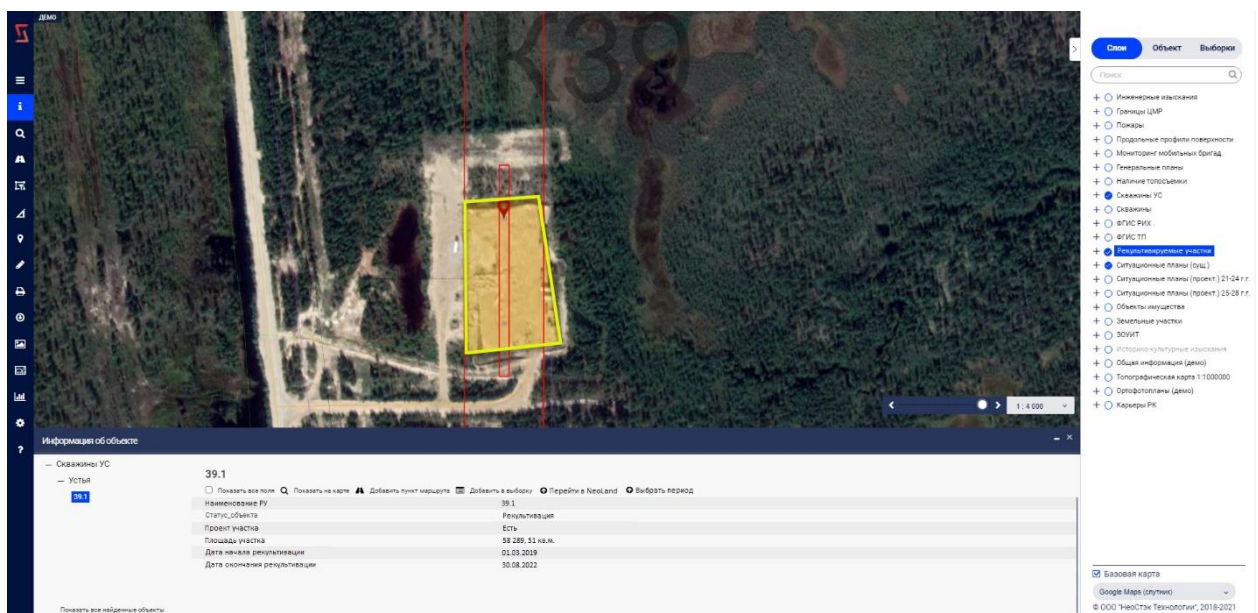 ДЕМО
К39
Слои Объект Выборки
Поиск
Инженерные изыскания
Границы ЦМР
Пожары
Продольные профили поверхности
Мониторинг мобильных бригад
Генеральные планы
Наличие топосъемки
Скважины УС
Скважины
ФГИС РИХ
ФГИС ТП
Рекультивируемые участки
Ситуационные планы (сущ.)
Ситуационные планы (проект.) 21-24 г.г.
Ситуационные планы (проект.) 25-28 г.г.
Объекты имущества
Земельные участки
ЗОУИТ
Историко-культурные изыскания
Общая информация (демо)
Топографическая карта 1:1000000
Ортофотопланы (демо)
Карьеры РК
1 : 4 000
Информация об объекте
Скважины УС
Устья
39.1
39.1
Показать все поля Показать на карте Добавить пункт маршрута Добавить в выборку Перейти в NeoLand Выбрать период
Наименование РУ 39.1
Статус_объекта Рекультивация
Проект участка Есть
Площадь участка 58 289, 51 кв.м.
Дата начала рекультивации 01.03.2019
Дата окончания рекультивации 30.08.2022
Показать все найденные объекты
Базовая карта
Google Maps (спутник)
© ООО "НеоСтэк Технологии", 2018-2021